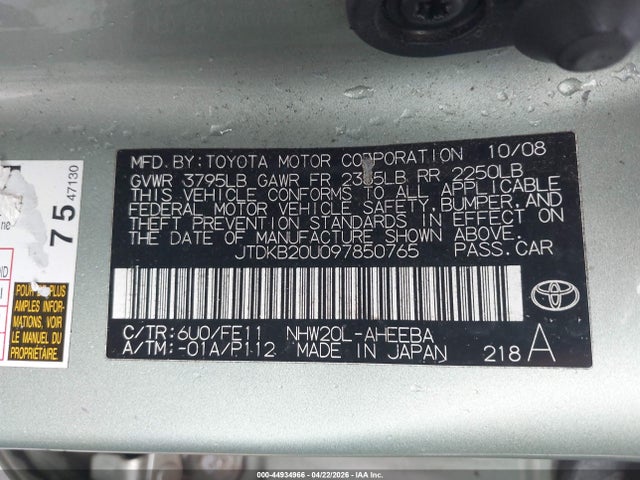 MFD. BY: TOYOTA MOTOR CORPORATION 10/08
GVWR 3795LB GAWR FR RR 2250LB
THIS VEHICLE CONFORMS TO ALL APPLICABLE
FEDERAL MOTOR VEHICLE SAFETY, BUMPER, AND
THEFT PREVENTION STANDARDS IN EFFECT ON
THE DATE OF MANUFACTURE SHOWN ABOVE.
JTDKB20U097850765 PASS. CAR
C/TR: 6U0/FE11 NHW20L-AHEEBA
A/TM: -01A/P112 MADE IN JAPAN 218 A
75 47130
POUR PLUS
AMPLES INFOR-
MATIONS, VOIR
LE MANUEL DU
PROPRIÉTAIRE.
000-44934966 - 04/22/2026 - IAA Inc.